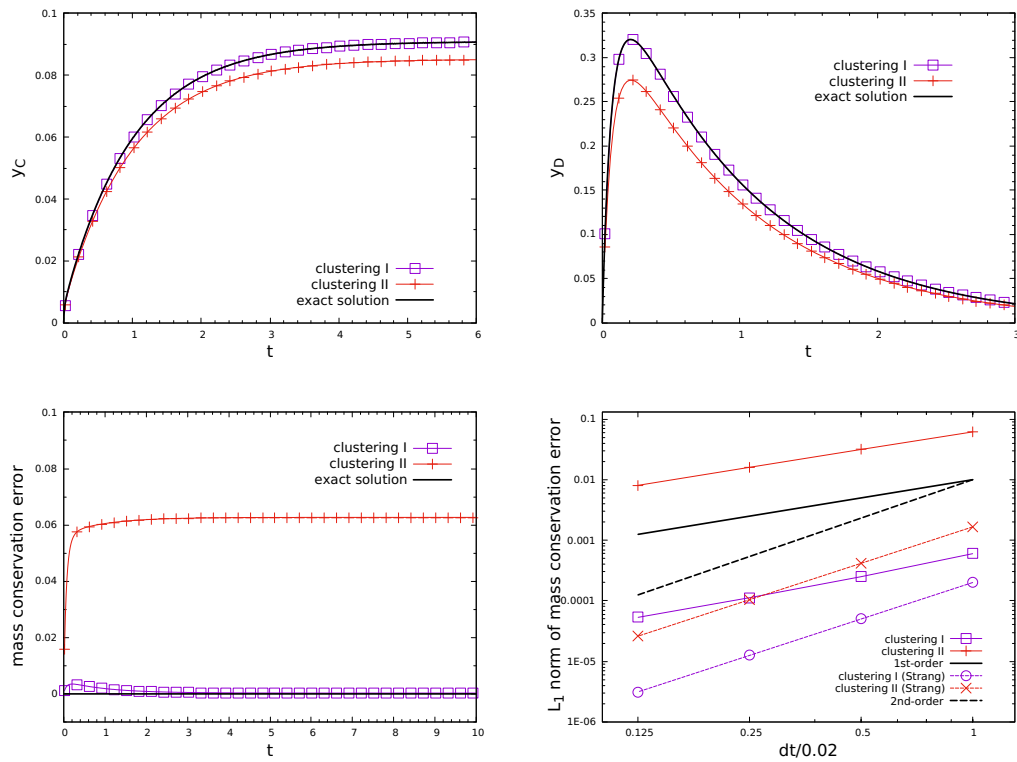 0.1
0.08
0.06
0.04
0.02
0
y_C
clustering I
clustering II
exact solution
0 1 2 3 4 5 6
t
0.35
0.30
0.25
0.20
0.15
0.10
0.05
0
y_D
clustering I
clustering II
exact solution
0 1 2 3
t
0.1
0.08
0.06
0.04
0.02
0
mass conservation error
clustering I
clustering II
exact solution
0 1 2 3 4 5 6 7 8 9 10
t
0.1
0.01
0.001
0.0001
1E-05
1E-06
L_1 norm of mass conservation error
clustering I
clustering II
1st-order
clustering I (Strang)
clustering II (Strang)
2nd-order
0.125 0.25 0.5 1
dt/0.02